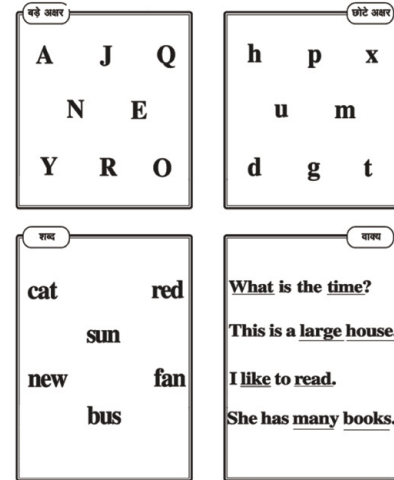 बड़े अक्षर
A J Q
N E
Y R O
छोटे अक्षर
h p x
u m
d g t
शब्द
cat red
sun
new fan
bus
वाक्य
What is the time?
This is a large house.
I like to read.
She has many books.